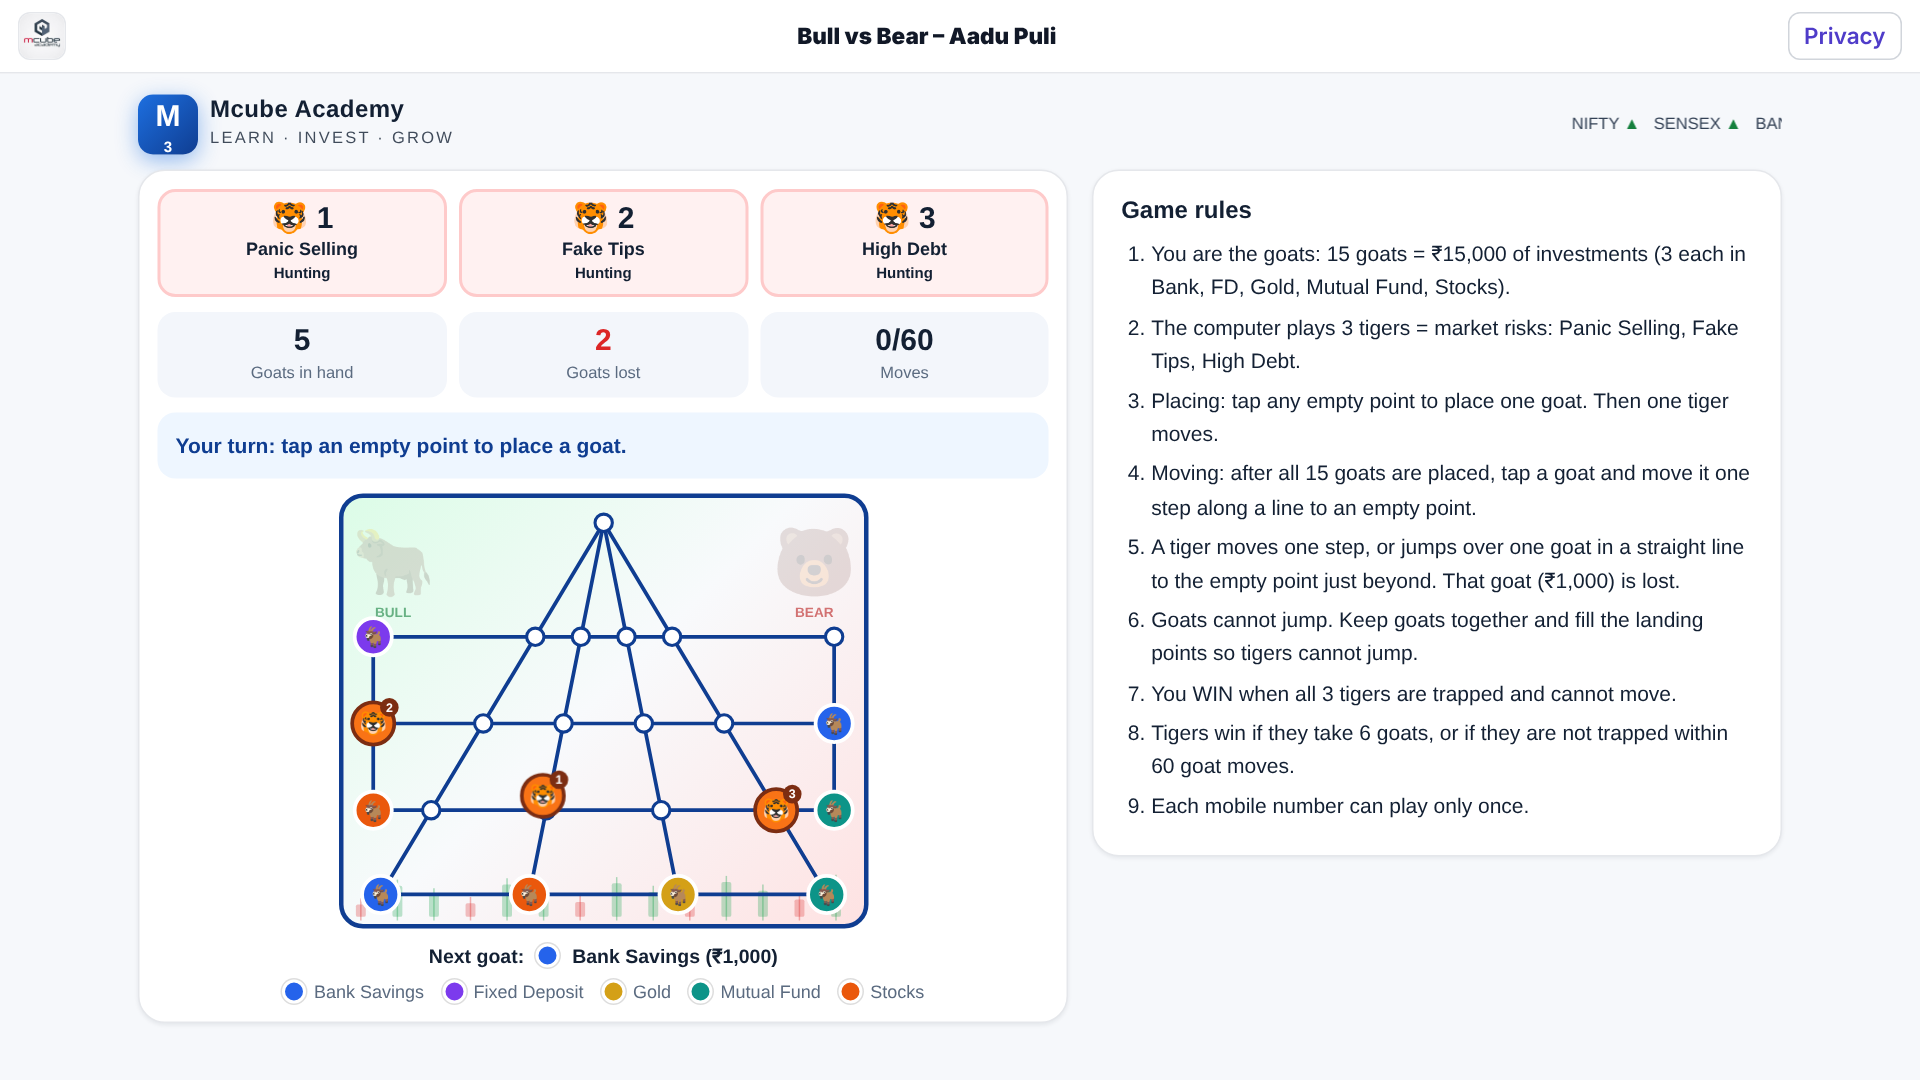 mcube
academy
Bull vs Bear – Aadu Puli
Privacy
M
3
Mcube Academy
LEARN · INVEST · GROW
NIFTY ▲ SENSEX ▲ BAN
🐯 1
Panic Selling
Hunting
🐯 2
Fake Tips
Hunting
🐯 3
High Debt
Hunting
5
Goats in hand
2
Goats lost
0/60
Moves
Your turn: tap an empty point to place a goat.
BULL
BEAR
2
1
3
Next goat: Bank Savings (₹1,000)
Bank Savings Fixed Deposit Gold Mutual Fund Stocks
Game rules
1. You are the goats: 15 goats = ₹15,000 of investments (3 each in
Bank, FD, Gold, Mutual Fund, Stocks).
2. The computer plays 3 tigers = market risks: Panic Selling, Fake
Tips, High Debt.
3. Placing: tap any empty point to place one goat. Then one tiger
moves.
4. Moving: after all 15 goats are placed, tap a goat and move it one
step along a line to an empty point.
5. A tiger moves one step, or jumps over one goat in a straight line
to the empty point just beyond. That goat (₹1,000) is lost.
6. Goats cannot jump. Keep goats together and fill the landing
points so tigers cannot jump.
7. You WIN when all 3 tigers are trapped and cannot move.
8. Tigers win if they take 6 goats, or if they are not trapped within
60 goat moves.
9. Each mobile number can play only once.